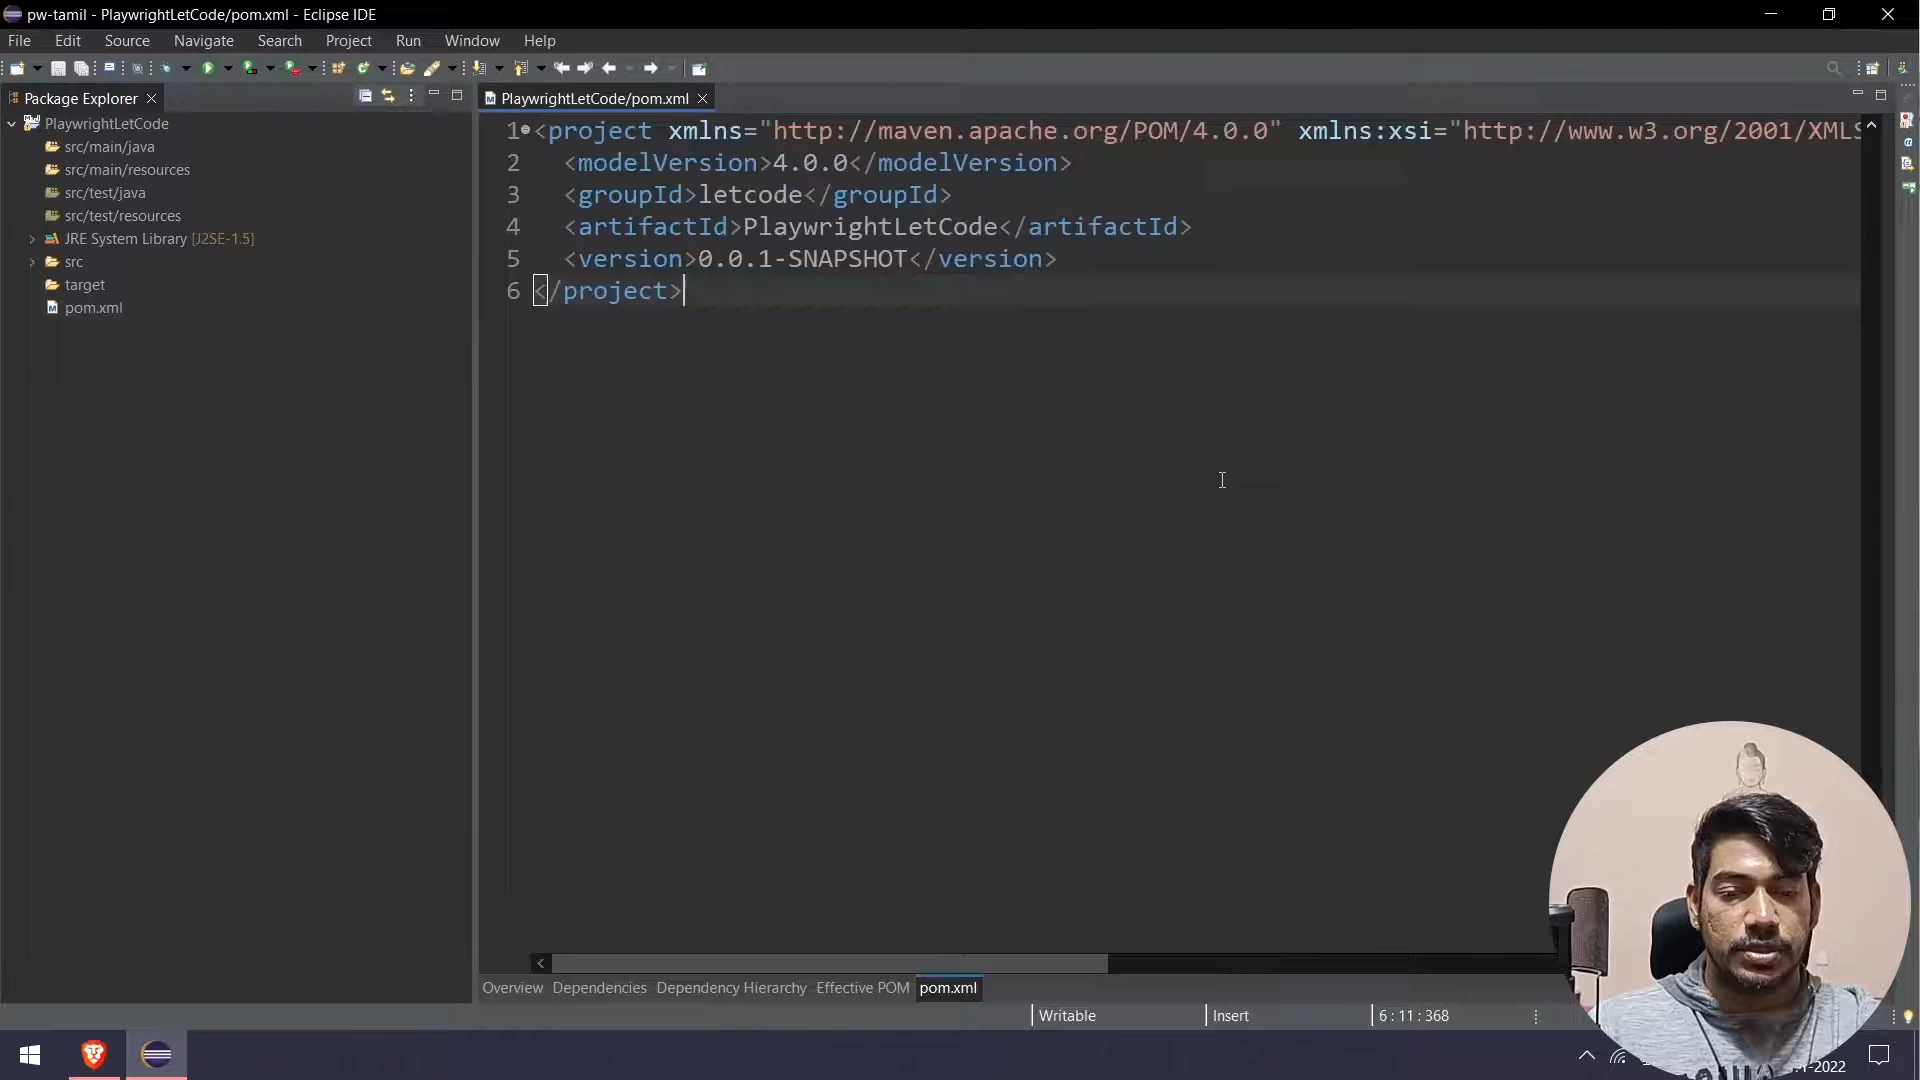 pw-tamil - PlaywrightLetCode/pom.xml - Eclipse IDE
File Edit Source Navigate Search Project Run Window Help
Package Explorer
PlaywrightLetCode/pom.xml
PlaywrightLetCode
src/main/java
src/main/resources
src/test/java
src/test/resources
JRE System Library [J2SE-1.5]
src
target
pom.xml
1 <project xmlns="http://maven.apache.org/POM/4.0.0" xmlns:xsi="http://www.w3.org/2001/XMLS
2 <modelVersion>4.0.0</modelVersion>
3 <groupId>letcode</groupId>
4 <artifactId>PlaywrightLetCode</artifactId>
5 <version>0.0.1-SNAPSHOT</version>
6 </project>
Overview Dependencies Dependency Hierarchy Effective POM pom.xml
Writable Insert 6 : 11 : 368
-2022